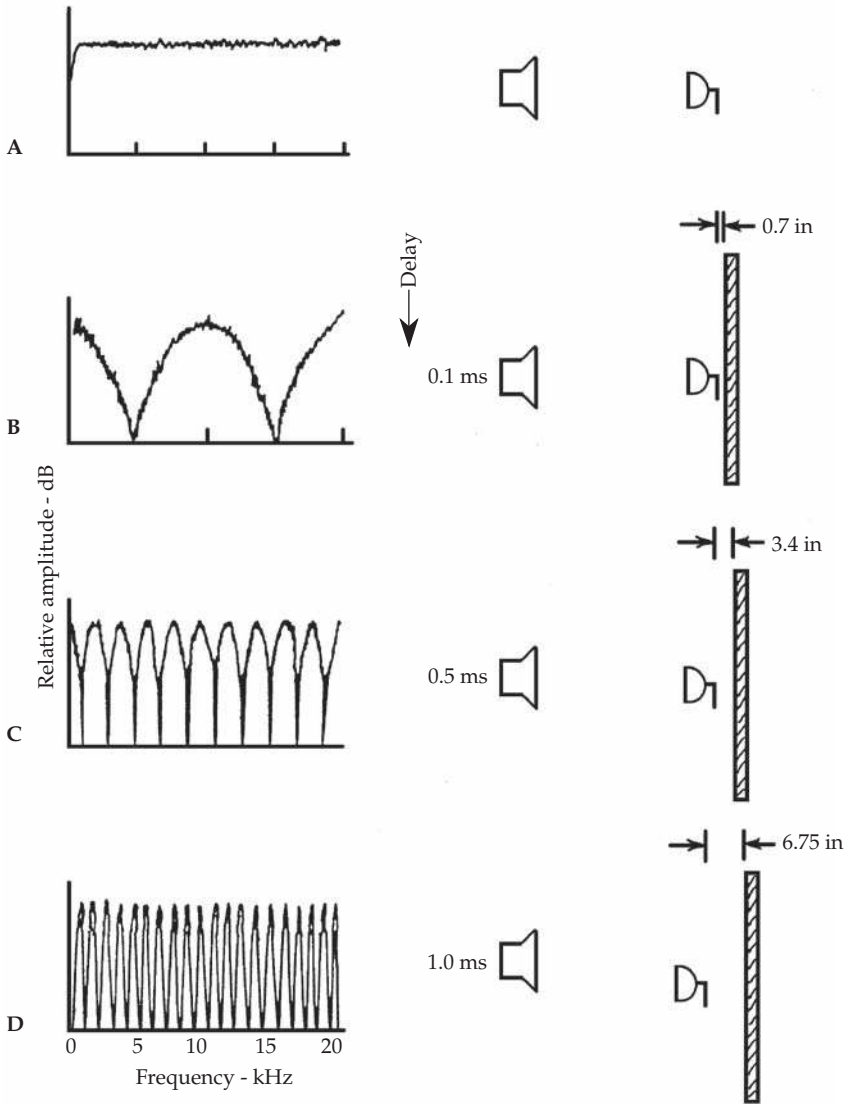 A
0.7 in
Delay
0.1 ms
B
Relative amplitude - dB
3.4 in
0.5 ms
C
6.75 in
1.0 ms
D
0 5 10 15 20
Frequency - kHz